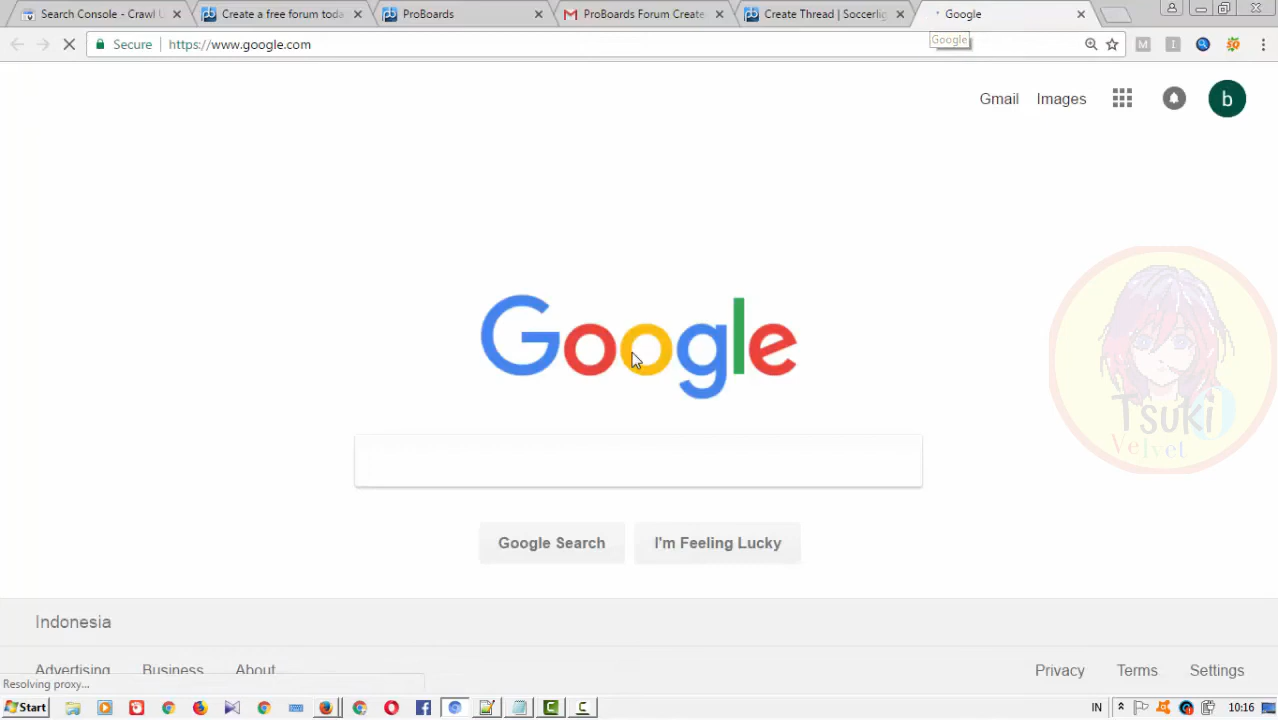 Search Console - Crawl U
Create a free forum toda
ProBoards
ProBoards Forum Create
Create Thread | Soccerlig
Google
Secure
https://www.google.com
Google
Gmail
Images
b
Google
Tsuki
Velvet
Google Search
I'm Feeling Lucky
Indonesia
Advertising
Business
About
Privacy
Terms
Settings
Resolving proxy...
Start
IN
10:16